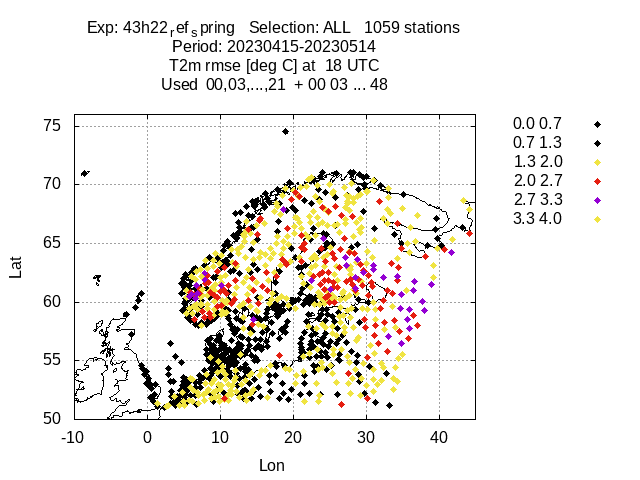 Exp: 43h22refspring   Selection: ALL   1059 stations
Period: 20230415-20230514
T2m rmse [deg C] at  18 UTC
Used  00,03,...,21  + 00 03 ... 48
0.0 0.7
0.7 1.3
1.3 2.0
2.0 2.7
2.7 3.3
3.3 4.0
75
70
65
60
55
50
Lat
-10 0 10 20 30 40
Lon